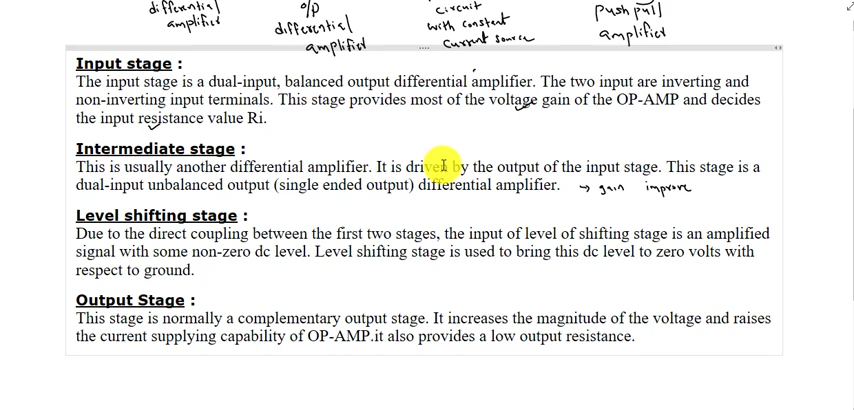 differential
amplified
o/p
differential
amplified
circuit
with constant
current source
push pull
amplified
Input stage :
The input stage is a dual-input, balanced output differential amplifier. The two input are inverting and
non-inverting input terminals. This stage provides most of the voltage gain of the OP-AMP and decides
the input resistance value Ri.
Intermediate stage :
This is usually another differential amplifier. It is driven by the output of the input stage. This stage is a
dual-input unbalanced output (single ended output) differential amplifier. → gain improve
Level shifting stage :
Due to the direct coupling between the first two stages, the input of level of shifting stage is an amplified
signal with some non-zero dc level. Level shifting stage is used to bring this dc level to zero volts with
respect to ground.
Output Stage :
This stage is normally a complementary output stage. It increases the magnitude of the voltage and raises
the current supplying capability of OP-AMP.it also provides a low output resistance.